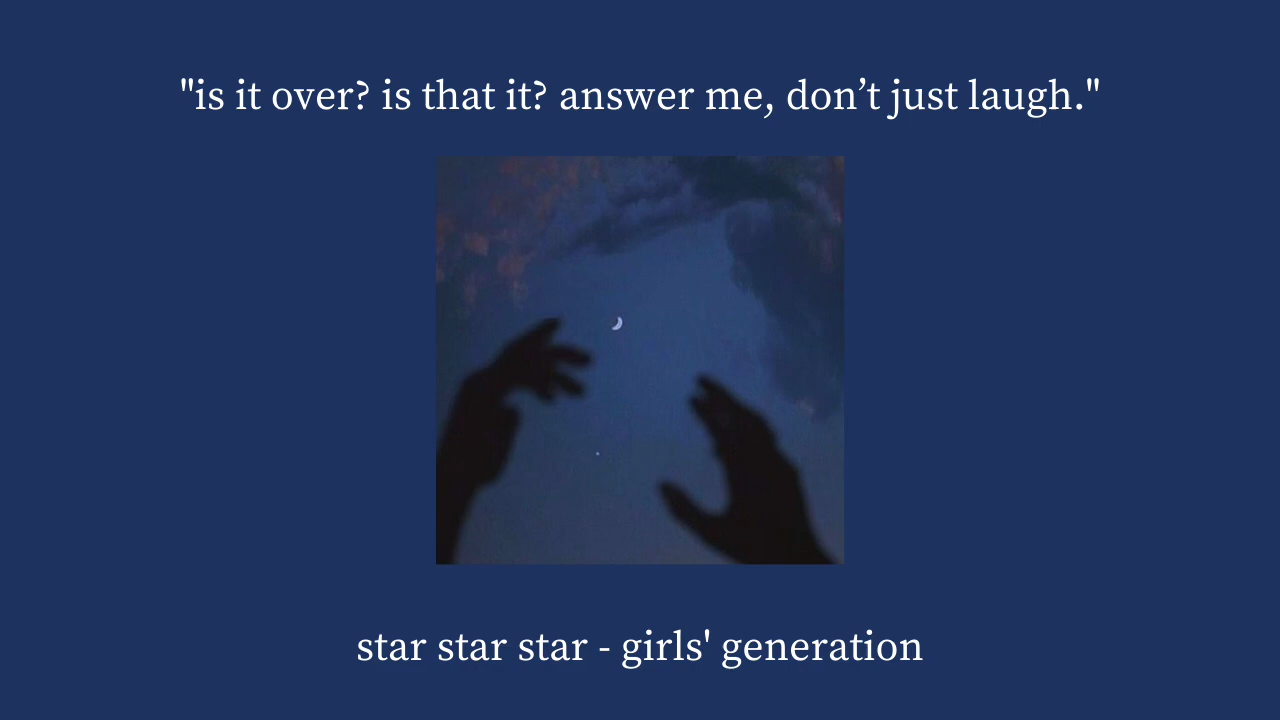 "is it over? is that it? answer me, don’t just laugh."
star star star - girls' generation